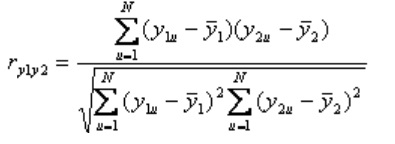 r_{y1y2} = \frac{\sum_{u=1}^{N} (y_{1u} - \bar{y}_1)(y_{2u} - \bar{y}_2)}{\sqrt{\sum_{u=1}^{N} (y_{1u} - \bar{y}_1)^2 \sum_{u=1}^{N} (y_{2u} - \bar{y}_2)^2}}